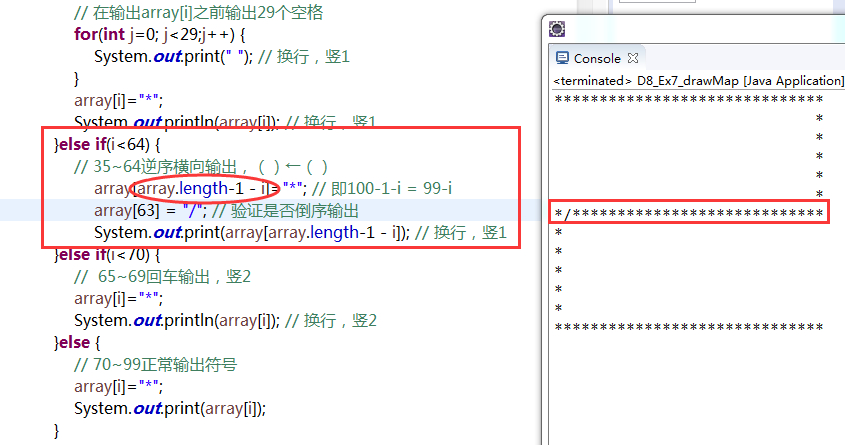 // 在输出array[i]之前输出29个空格
for(int j=0; j<29;j++) {
System.out.print(" "); // 换行，竖1
}
array[i]="*";
System.out.println(array[i]); // 换行，竖1
}else if(i<64) {
// 35~64逆序横向输出，（ ）←（ ）
array[array.length-1 - i]="*"; // 即100-1-i = 99-i
array[63] = "/"; // 验证是否倒序输出
System.out.print(array[array.length-1 - i]); // 换行，竖1
}else if(i<70) {
// 65~69回车输出，竖2
array[i]="*";
System.out.println(array[i]); // 换行，竖2
}else {
// 70~99正常输出符号
array[i]="*";
System.out.print(array[i]);
}
Console
<terminated> D8_Ex7_drawMap [Java Application]
******************************
*
*
*
*
*
*/****************************
*
*
*
*
*
******************************